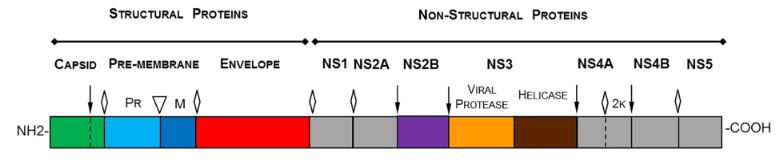 STRUCTURAL PROTEINS NON-STRUCTURAL PROTEINS
CAPSID PRE-MEMBRANE ENVELOPE NS1 NS2A NS2B NS3 NS4A NS4B NS5
VIRAL PROTEASE HELICASE
PR M 2K
NH2- -COOH